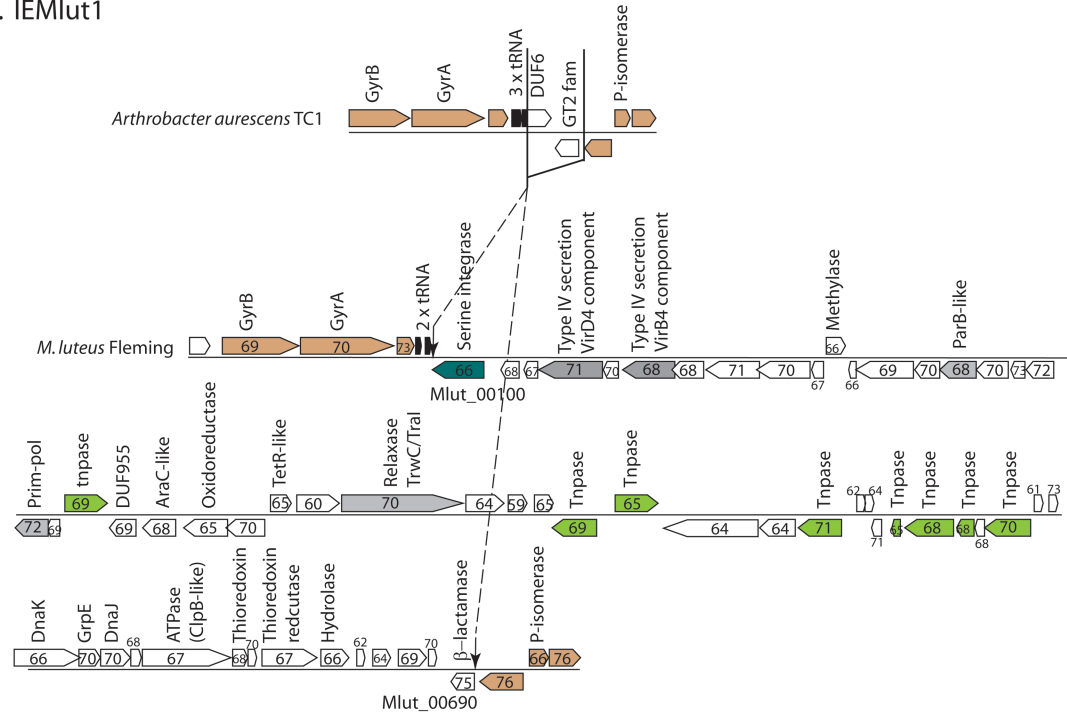 . IEMlut1
GyrB
GyrA
3 x tRNA
DUF6
GT2 fam
P-isomerase
Arthrobacter aurescens TC1
GyrB
GyrA
2 x tRNA
Serine integrase
Type IV secretion
VirD4 component
Type IV secretion
VirB4 component
Methylase
ParB-like
M. luteus Fleming
69 70 73 66
66 68 67 71 70 68 68 71 70 67 66 69 70 68 70 73 72
Mlut_00100
Prim-pol
tnpase
DUF955
AraC-like
Oxidoreductase
TetR-like
Relaxase
TrwC/TraI
Tnpase
Tnpase
Tnpase
Tnpase
Tnpase
Tnpase
69 65 60 70 64 59 65 65 62 64 61 73
72 69 69 68 65 70 69 64 64 71 71 65 68 68 68 70
DnaK
GrpE
DnaJ
ATPase
(ClpB-like)
Thioredoxin
Thioredoxin
redcutase
Hydrolase
β-lactamase
P-isomerase
66 70 70 68 67 68 70 67 66 62 64 69 70 66 76
75 76
Mlut_00690